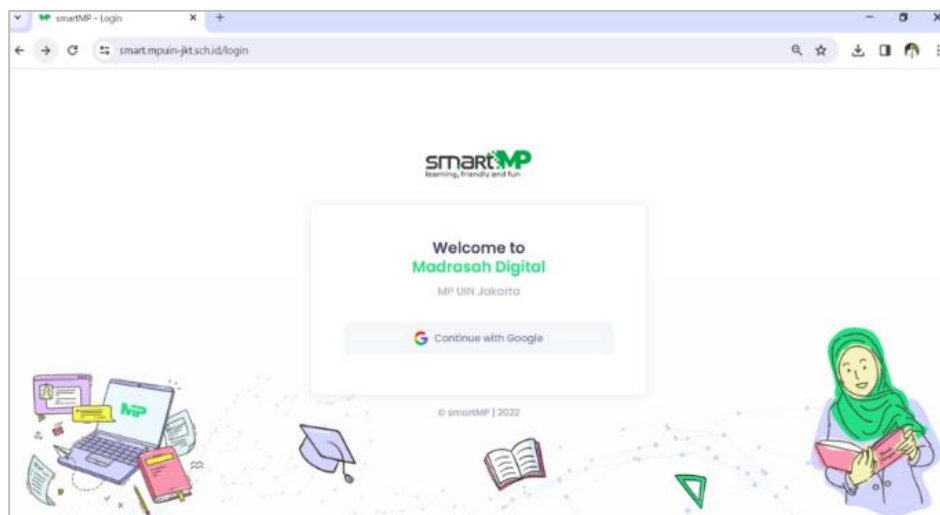 smartMP - Login
smart.mpuin-jkt.sch.id/login
smartMP
learning, friendly and fun
Welcome to
Madrasah Digital
MP UIN Jakarta
Continue with Google
© smartMP | 2022
MP